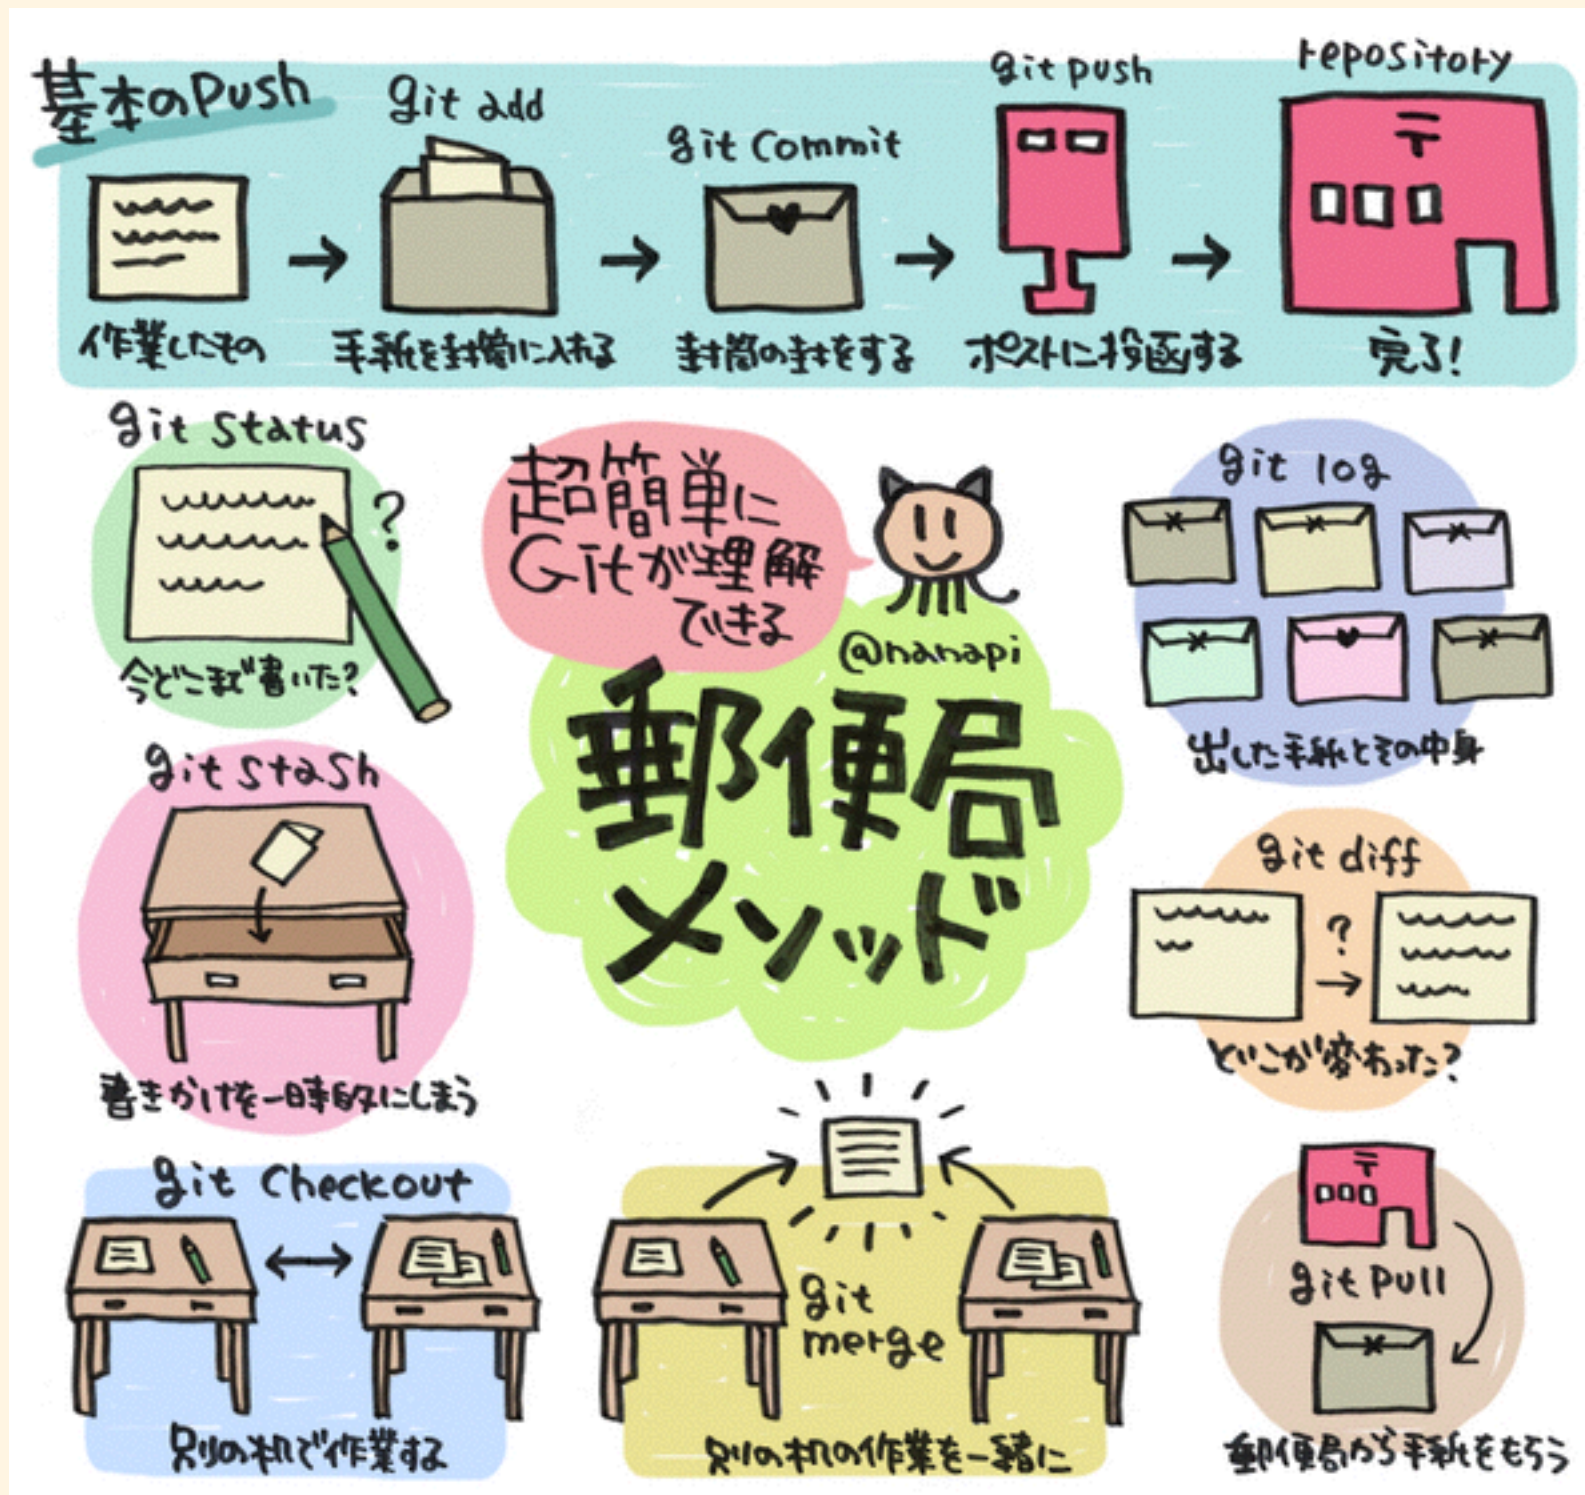 基本のPush
git add
git commit
git push
repository
〒
作業したもの
手紙を封筒に入れる
封筒の封をする
ポストに投函する
完了!
git status
?
今どこまで書いた?
超簡単に
Gitが理解
できる
@nanapi
郵便局
メソッド
git log
出した手紙とその中身
git stash
書きかけを一時的にしまう
git diff
?
どこが変わった?
git checkout
別の机で作業する
git
merge
別の机の作業を一緒に
〒
git pull
郵便局から手紙をもらう